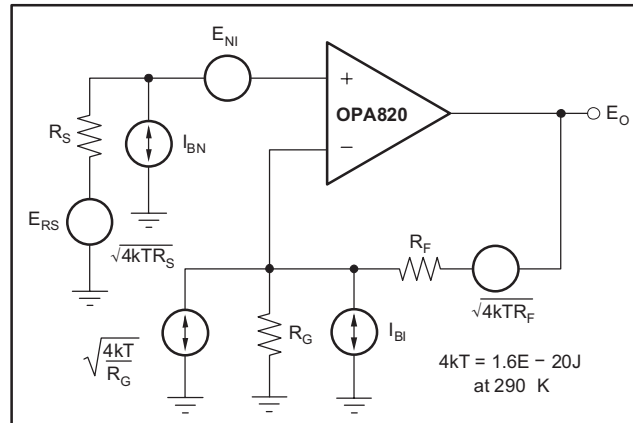 E_NI
+
OPA820
−
E_O
R_S
I_BN
E_RS
√4kTR_S
R_F
√4kTR_F
√4kT/R_G
R_G
I_BI
4kT = 1.6E − 20J
at 290 K